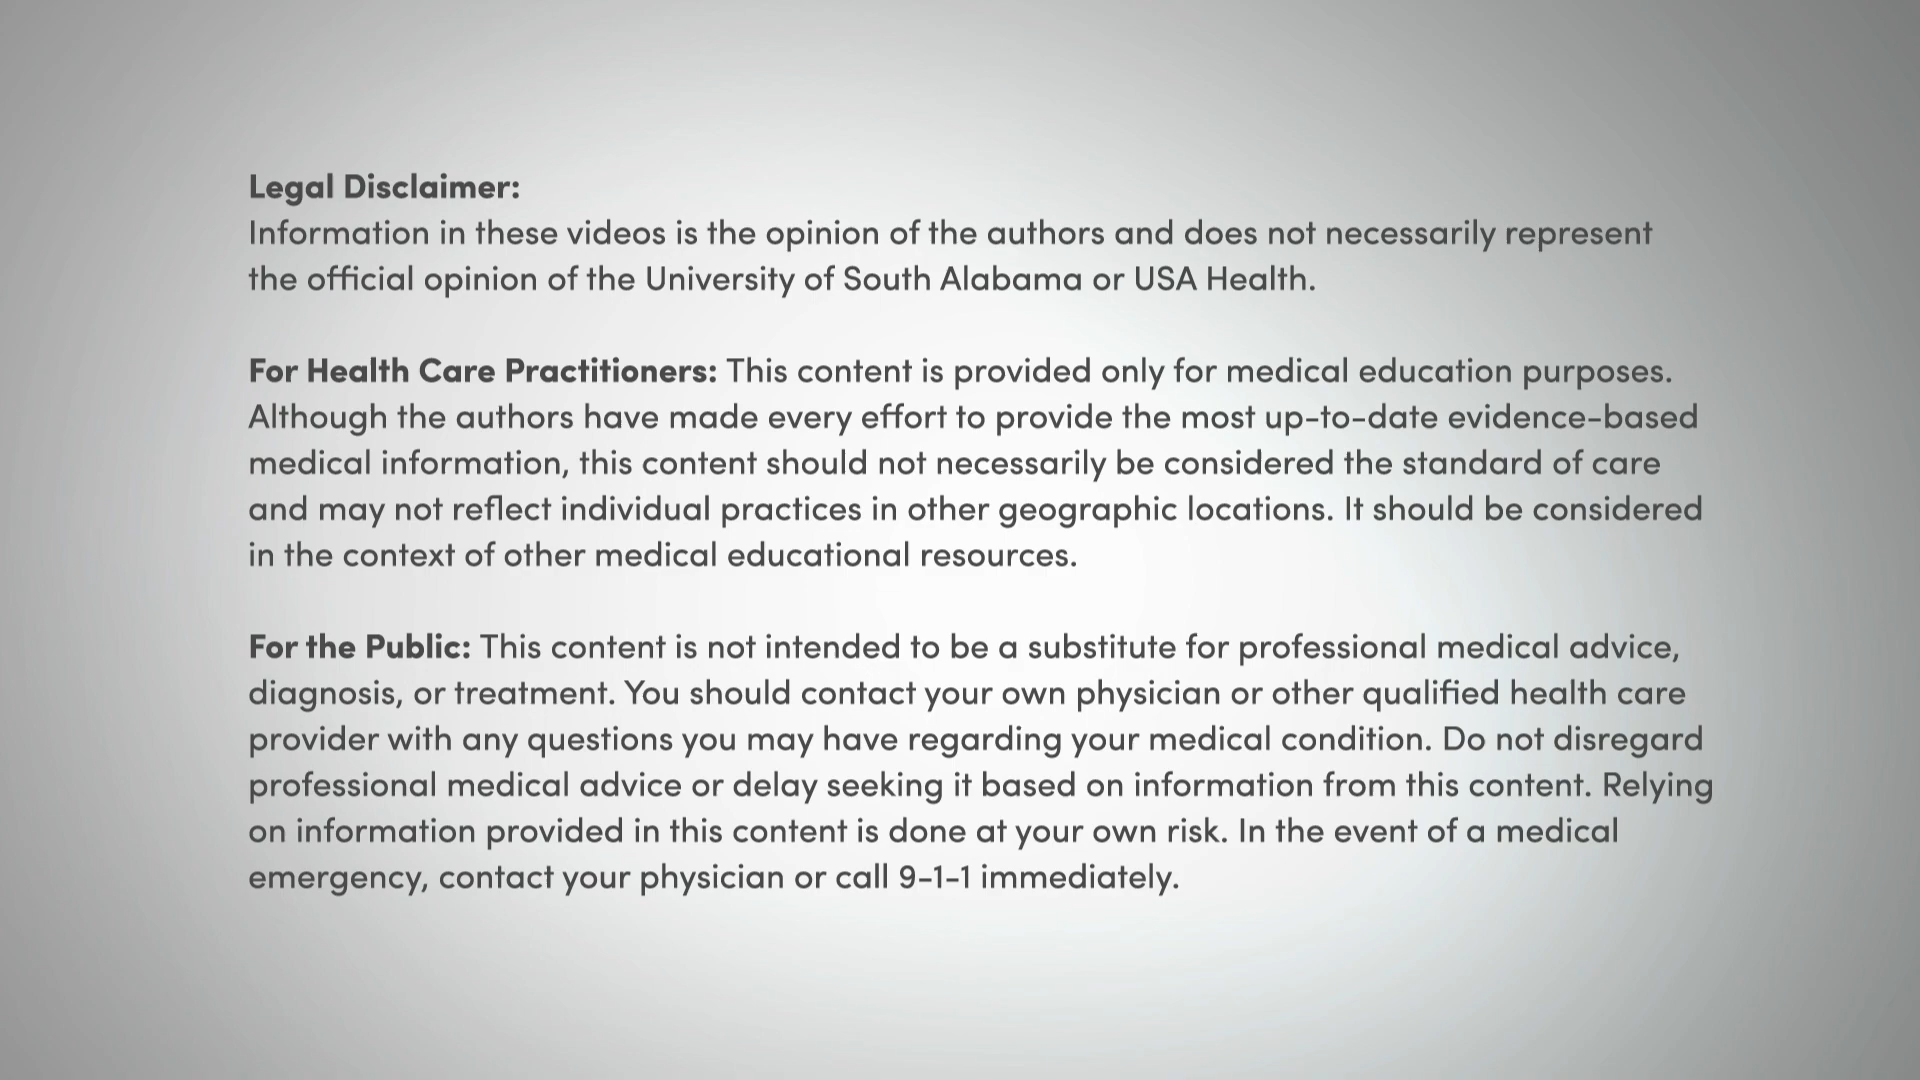 Legal Disclaimer:
Information in these videos is the opinion of the authors and does not necessarily represent
the official opinion of the University of South Alabama or USA Health.
For Health Care Practitioners: This content is provided only for medical education purposes.
Although the authors have made every effort to provide the most up-to-date evidence-based
medical information, this content should not necessarily be considered the standard of care
and may not reflect individual practices in other geographic locations. It should be considered
in the context of other medical educational resources.
For the Public: This content is not intended to be a substitute for professional medical advice,
diagnosis, or treatment. You should contact your own physician or other qualified health care
provider with any questions you may have regarding your medical condition. Do not disregard
professional medical advice or delay seeking it based on information from this content. Relying
on information provided in this content is done at your own risk. In the event of a medical
emergency, contact your physician or call 9-1-1 immediately.